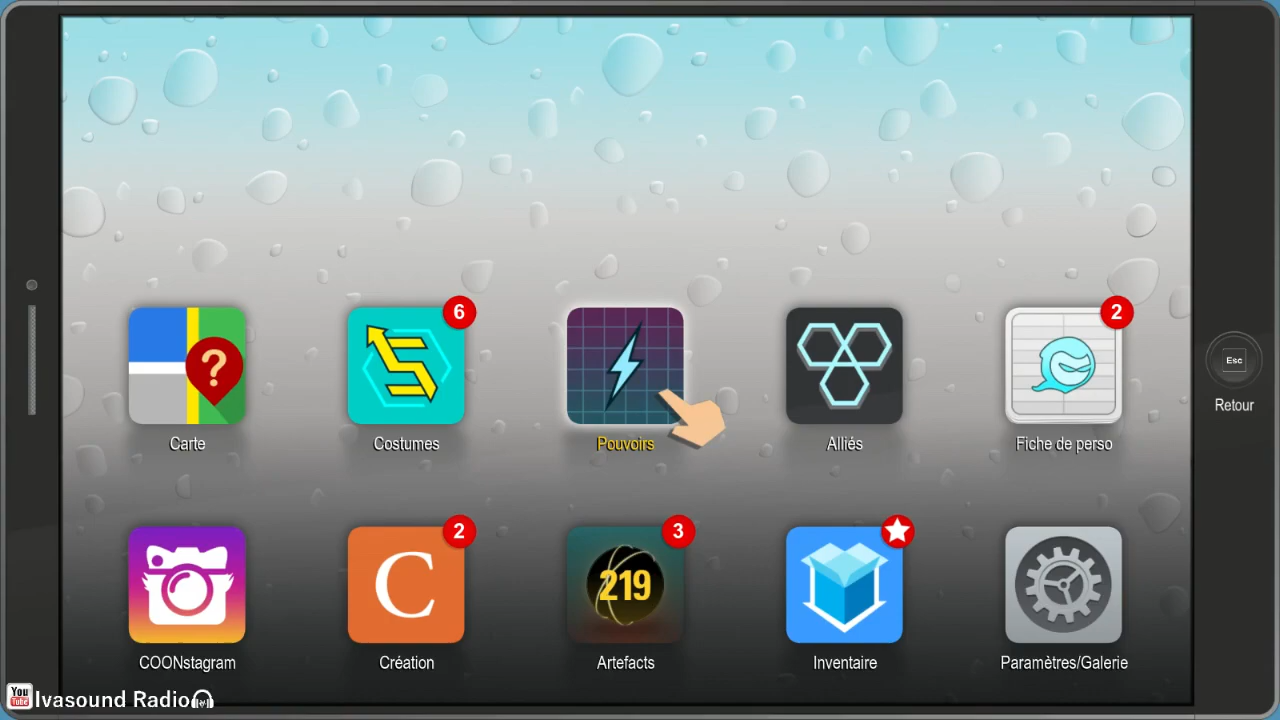 6
2
?
Esc
Retour
Carte
Costumes
Pouvoirs
Alliés
Fiche de perso
2
3
C
219
COONstagram
Création
Artefacts
Inventaire
Paramètres/Galerie
You
Tube
Ivasound Radio